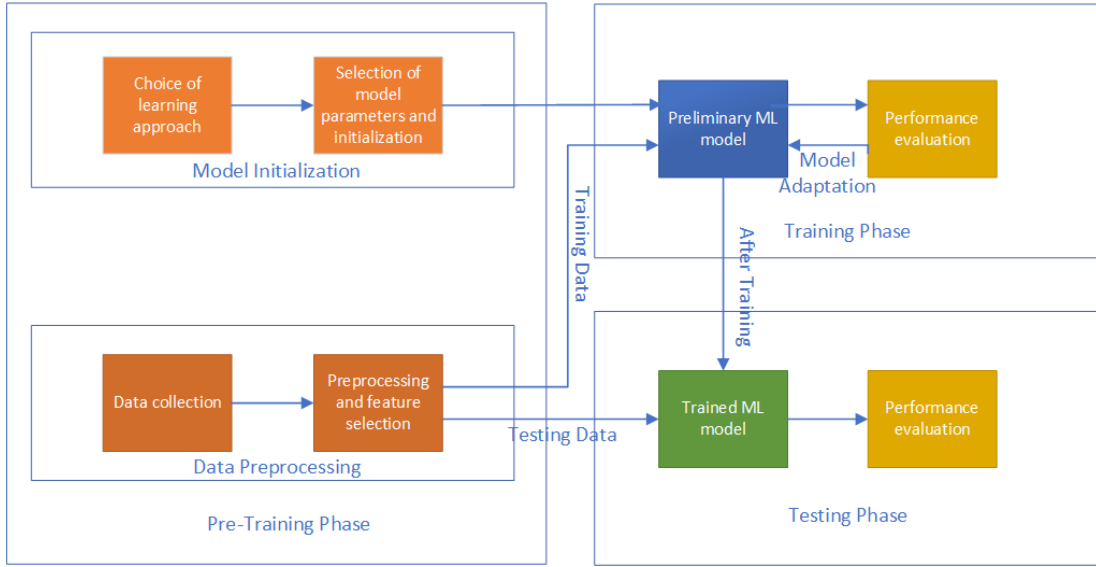 Choice of
learning
approach
Selection of
model
parameters and
initialization
Model Initialization
Preliminary ML
model
Performance
evaluation
Model
Adaptation
Training Phase
Training Data
After Training
Data collection
Preprocessing
and feature
selection
Data Preprocessing
Pre-Training Phase
Testing Data
Trained ML
model
Performance
evaluation
Testing Phase